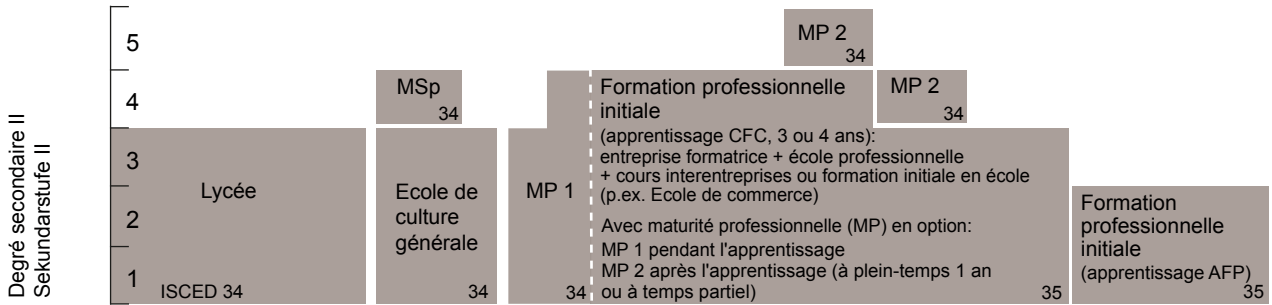 Degré secondaire II
Sekundarstufe II
5
4
3
2
1
Lycée
ISCED 34
MSp
34
Ecole de
culture
générale
34
MP 1
34
MP 2
34
MP 2
34
Formation professionnelle
initiale
(apprentissage CFC, 3 ou 4 ans):
entreprise formatrice + école professionnelle
+ cours interentreprises ou formation initiale en école
(p.ex. Ecole de commerce)
Avec maturité professionnelle (MP) en option:
MP 1 pendant l'apprentissage
MP 2 après l'apprentissage (à plein-temps 1 an
ou à temps partiel)
35
Formation
professionnelle
initiale
(apprentissage AFP)
35